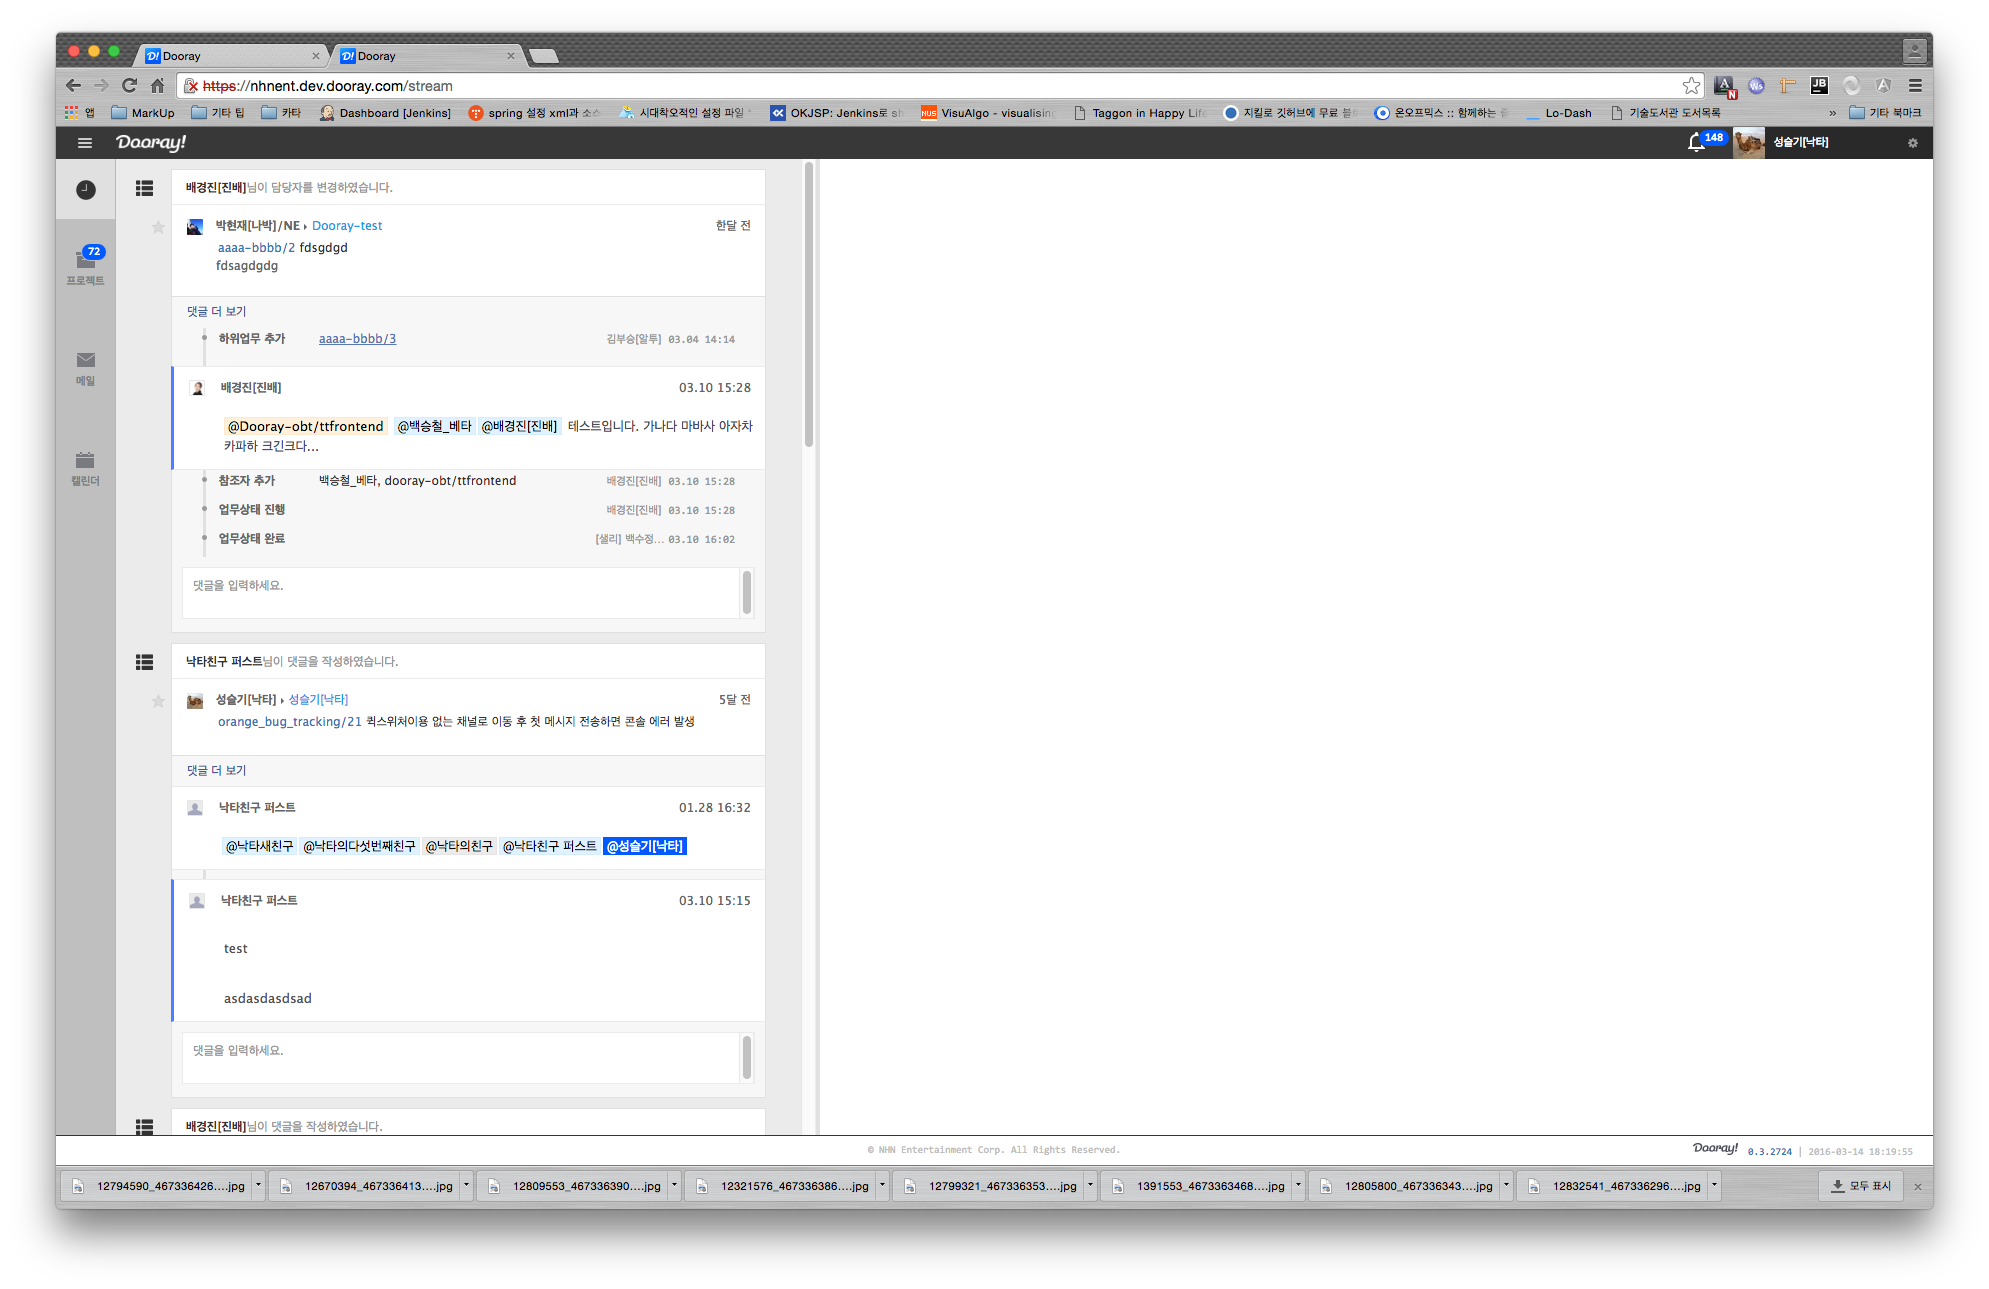 Dooray
Dooray
https://nhnent.dev.dooray.com/stream
앱
MarkUp
기타 팁
카타
Dashboard [Jenkins]
spring 설정 xml과 소스
시대착오적인 설정 파일
OKJSP: Jenkins로 sh
VisuAlgo - visualising
Taggon in Happy Life
지킬로 깃허브에 무료 블
온오프믹스 :: 함께하는
Lo-Dash
기술도서관 도서목록
»
기타 북마크
Dooray!
148
성슬기[낙타]
72
프로젝트
메일
캘린더
배경진[진배]님이 담당자를 변경하였습니다.
박현재[나박]/NE ▸ Dooray-test 한달 전
aaaa-bbbb/2 fdsgdgd
fdsagdgdg
댓글 더 보기
하위업무 추가 aaaa-bbbb/3 김부승[알투] 03.04 14:14
배경진[진배] 03.10 15:28
@Dooray-obt/ttfrontend @백승철_베타 @배경진[진배] 테스트입니다. 가나다 마바사 아자차
카파하 크긴크다...
참조자 추가 백승철_베타, dooray-obt/ttfrontend 배경진[진배] 03.10 15:28
업무상태 진행 배경진[진배] 03.10 15:28
업무상태 완료 [샐리] 백수정... 03.10 16:02
댓글을 입력하세요.
낙타친구 퍼스트님이 댓글을 작성하였습니다.
성슬기[낙타] ▸ 성슬기[낙타] 5달 전
orange_bug_tracking/21 퀵스위처이용 없는 채널로 이동 후 첫 메시지 전송하면 콘솔 에러 발생
댓글 더 보기
낙타친구 퍼스트 01.28 16:32
@낙타새친구 @낙타의다섯번째친구 @낙타의친구 @낙타친구 퍼스트 @성슬기[낙타]
낙타친구 퍼스트 03.10 15:15
test
asdasdasdsad
댓글을 입력하세요.
배경진[진배]님이 댓글을 작성하였습니다.
© NHN Entertainment Corp. All Rights Reserved.
Dooray! 0.3.2724 | 2016-03-14 18:19:55
12794590_467336426....jpg
12670394_467336413....jpg
12809553_467336390....jpg
12321576_467336386....jpg
12799321_467336353....jpg
1391553_4673363468....jpg
12805800_467336343....jpg
12832541_467336296....jpg
모두 표시